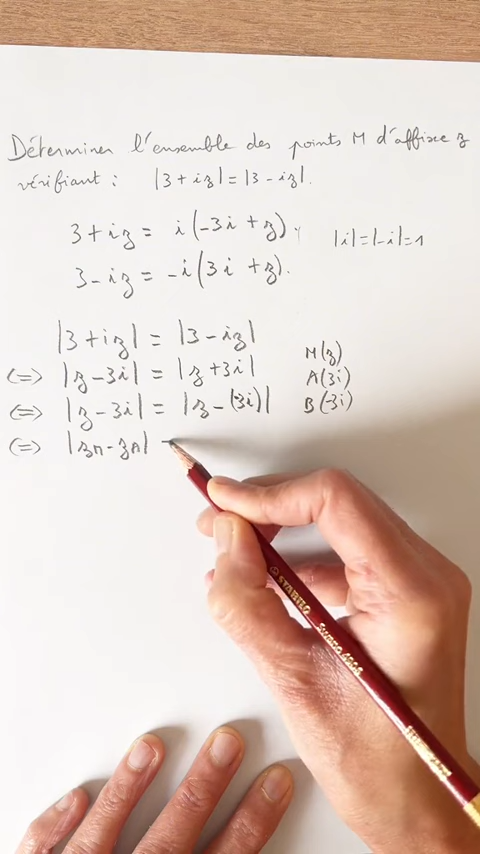 Déterminer l'ensemble des points M d'affixe z
vérifiant : |3+iz| = |3-iz|.
3+iz = i(-3i+z).
|i|=|-i|=1
3-iz = -i(3i+z).
|3+iz| = |3-iz|
M(z)
(=) |z-3i| = |z+3i|
A(3i)
(=) |z-3i| = |z-(-3i)|
B(-3i)
(=) |zM-zA| -
STABILO